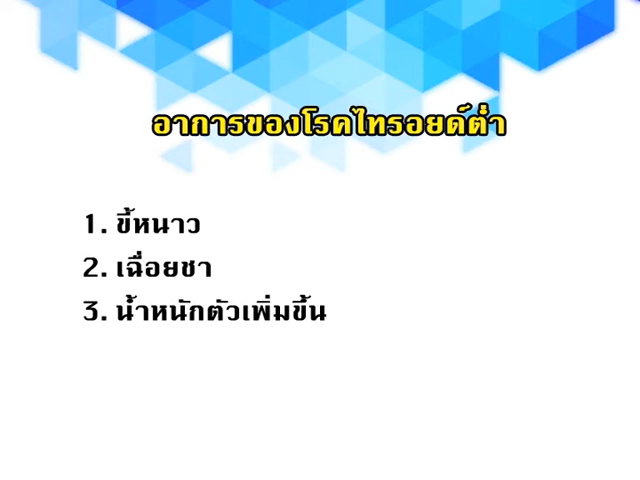 อาการของโรคไทรอยด์ต่ำ
1. ขี้หนาว
2. เฉื่อยชา
3. น้ำหนักตัวเพิ่มขึ้น